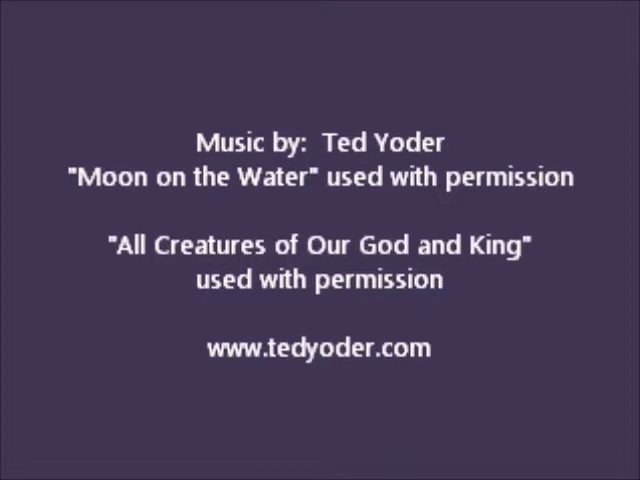 Music by:  Ted Yoder
"Moon on the Water" used with permission
"All Creatures of Our God and King"
used with permission
www.tedyoder.com